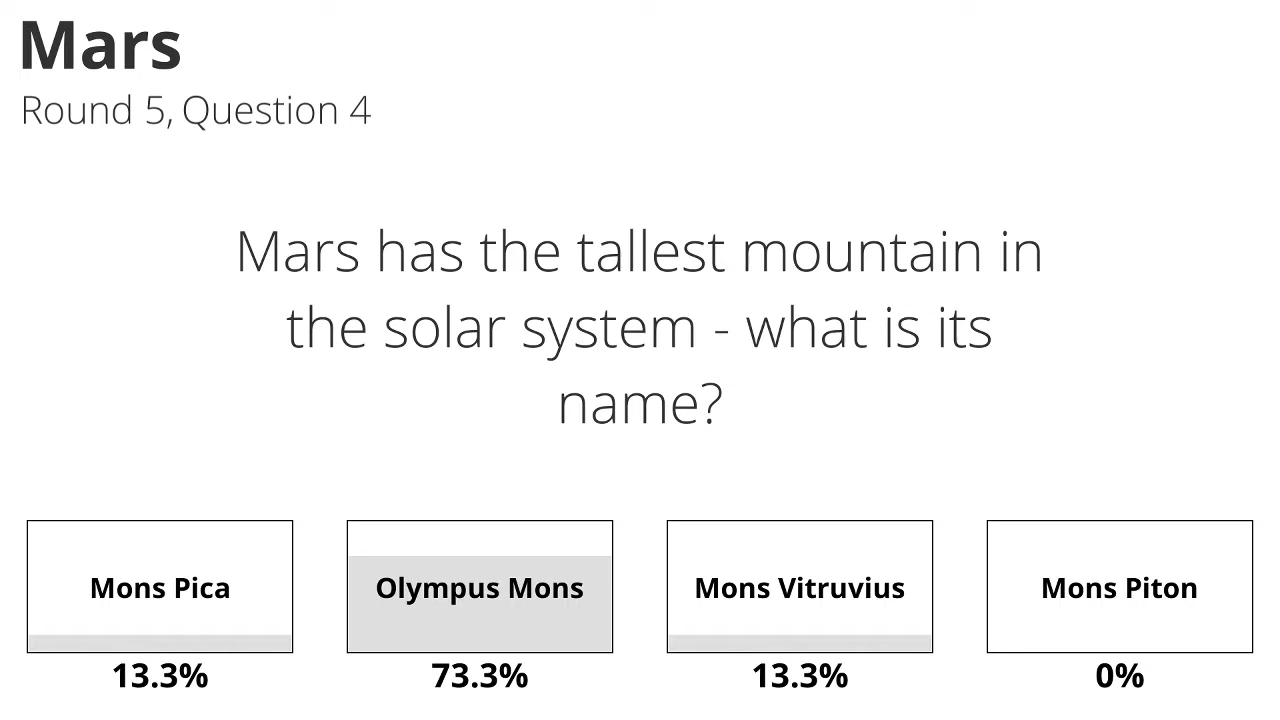 Mars
Round 5, Question 4
Mars has the tallest mountain in
the solar system - what is its
name?
Mons Pica
Olympus Mons
Mons Vitruvius
Mons Piton
13.3%
73.3%
13.3%
0%